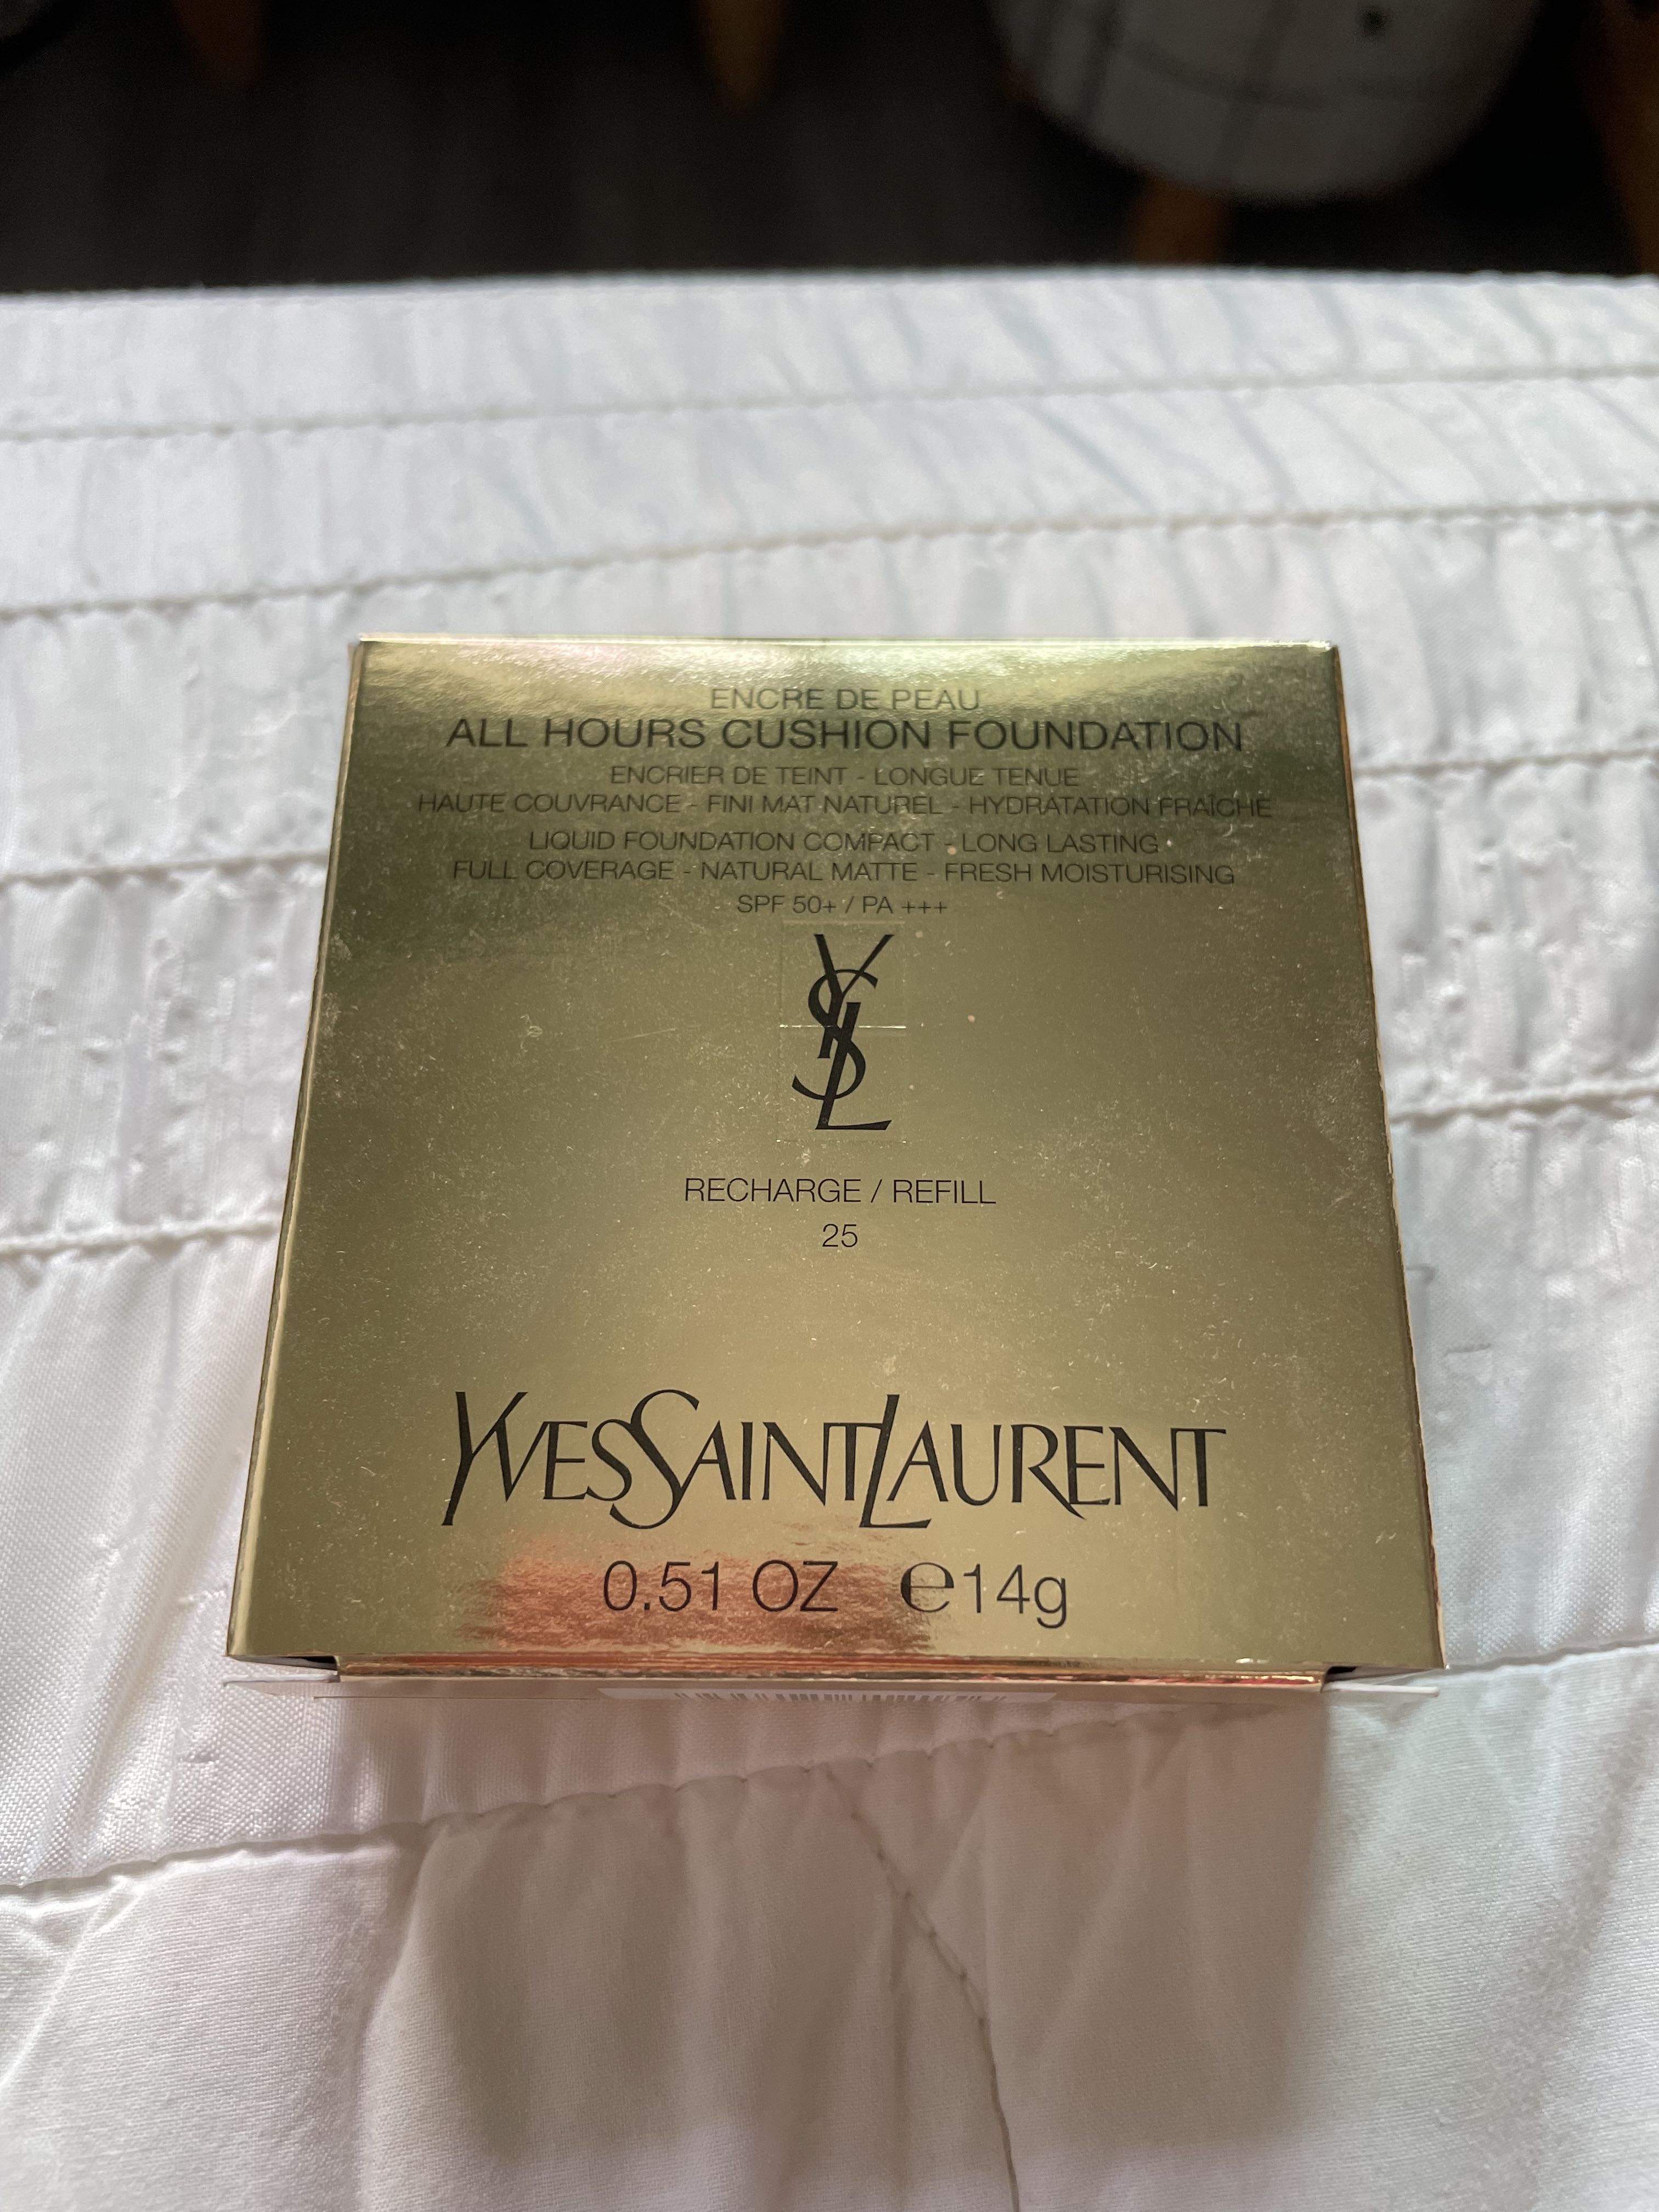 ENCRE DE PEAU
ALL HOURS CUSHION FOUNDATION
ENCRIER DE TEINT - LONGUE TENUE
HAUTE COUVRANCE - FINI MAT NATUREL - HYDRATATION FRAÎCHE
LIQUID FOUNDATION COMPACT - LONG LASTING
FULL COVERAGE - NATURAL MATTE - FRESH MOISTURISING
SPF 50+ / PA +++
YSL
RECHARGE / REFILL
25
YVESSAINTLAURENT
0.51 OZ ℮14g